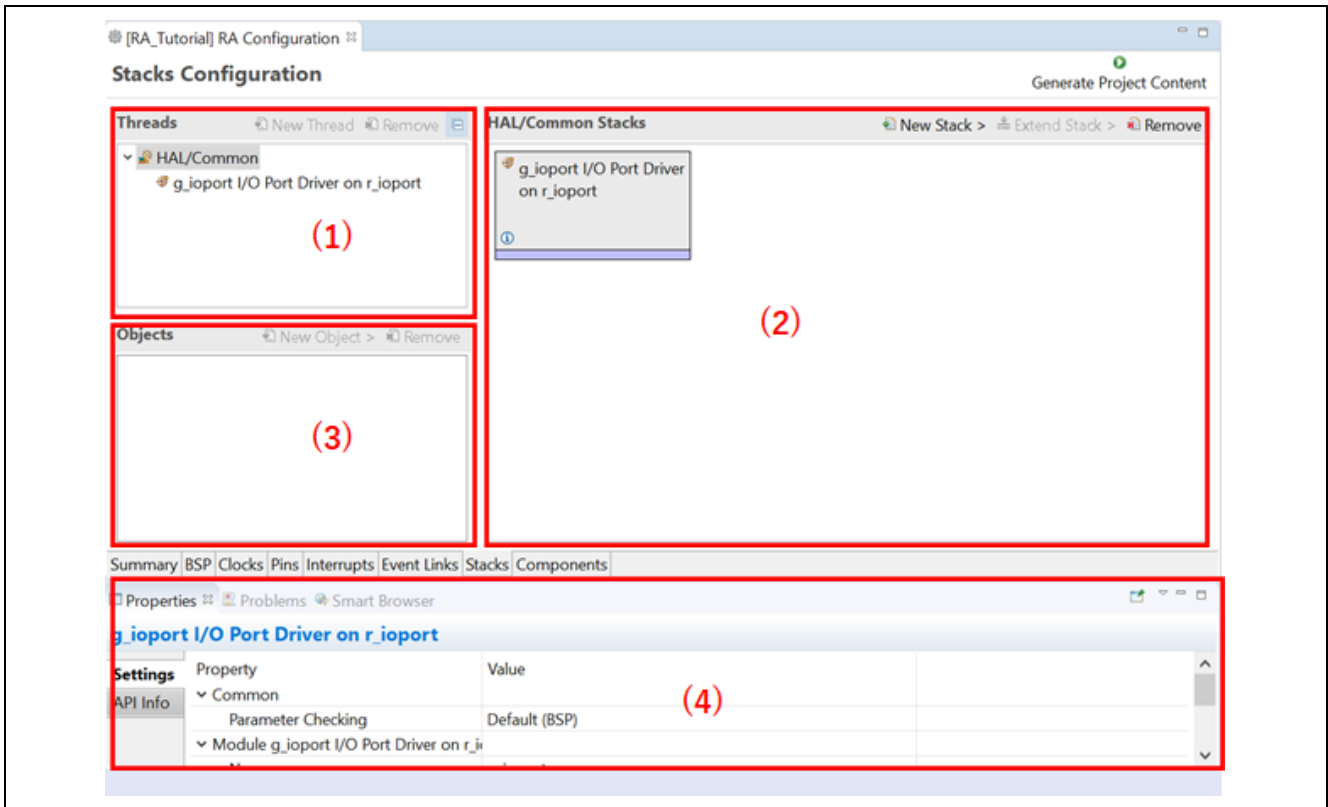 [RA_Tutorial] RA Configuration
Stacks Configuration
Generate Project Content
Threads New Thread Remove
HAL/Common
g_ioport I/O Port Driver on r_ioport
(1)
HAL/Common Stacks New Stack > Extend Stack > Remove
g_ioport I/O Port Driver
on r_ioport
(2)
Objects New Object > Remove
(3)
Summary BSP Clocks Pins Interrupts Event Links Stacks Components
Properties Problems Smart Browser
g_ioport I/O Port Driver on r_ioport
Settings
API Info
Property Value
Common
Parameter Checking Default (BSP)
Module g_ioport I/O Port Driver on r_i
(4)